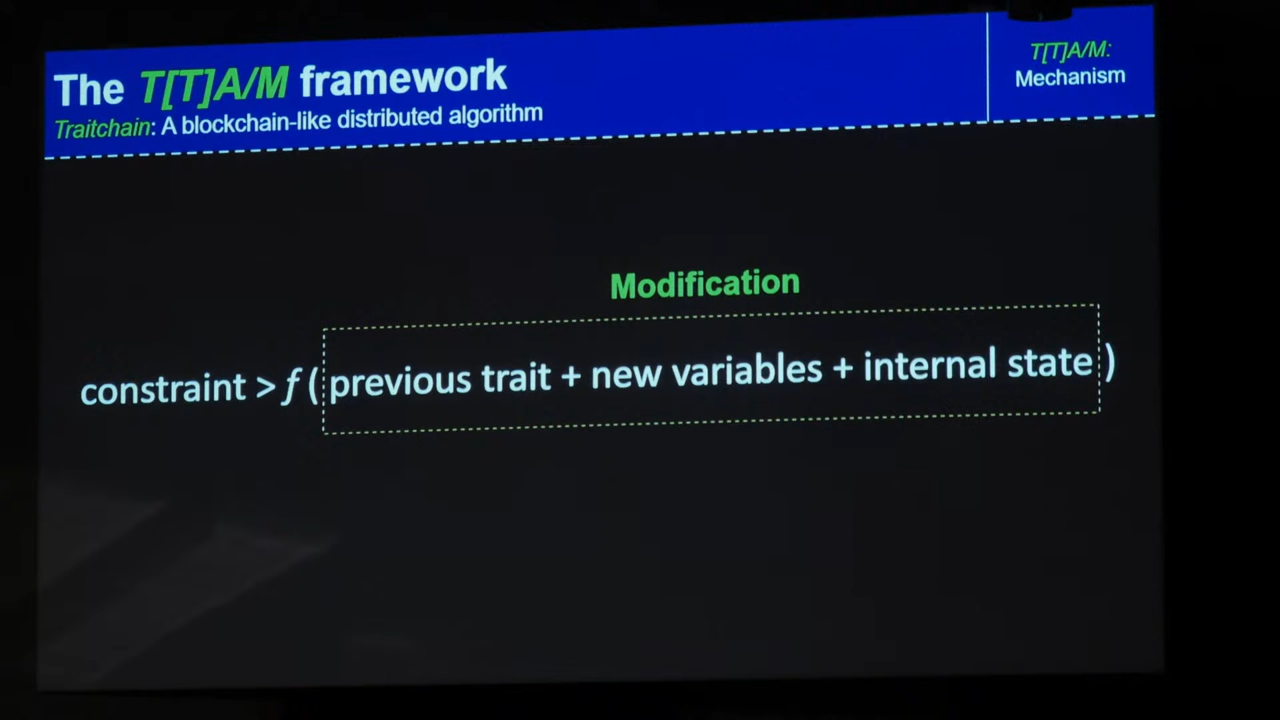 The T[T]A/M framework
Traitchain: A blockchain-like distributed algorithm
T[T]A/M:
Mechanism
Modification
constraint > f ( previous trait + new variables + internal state )